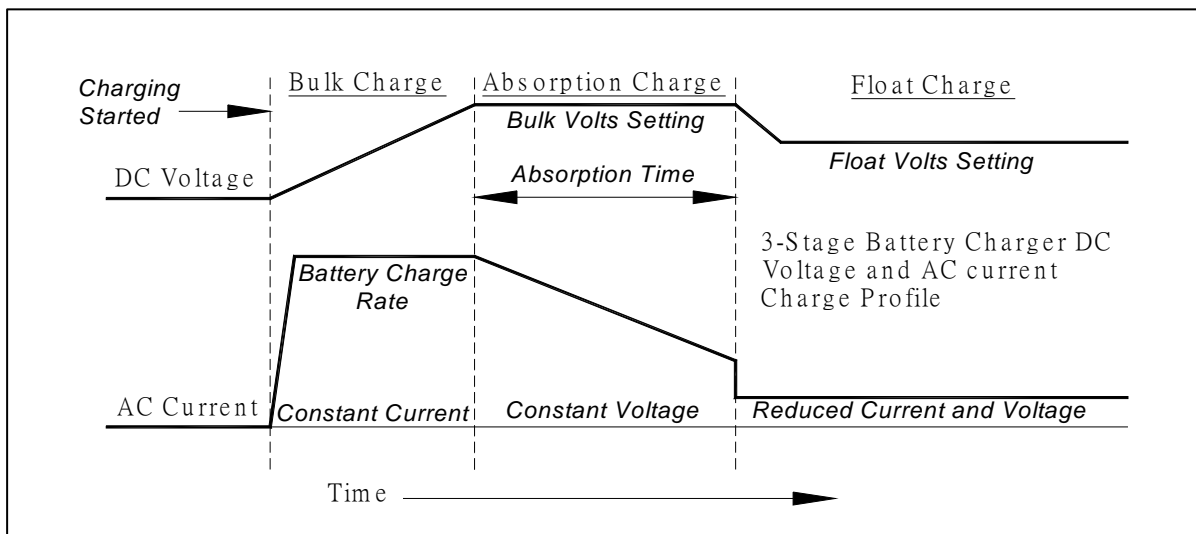 Charging
Started
Bulk Charge
Absorption Charge
Float Charge
Bulk Volts Setting
Float Volts Setting
DC Voltage
Absorption Time
3-Stage Battery Charger DC
Voltage and AC current
Charge Profile
Battery Charge
Rate
AC Current
Constant Current
Constant Voltage
Reduced Current and Voltage
Time